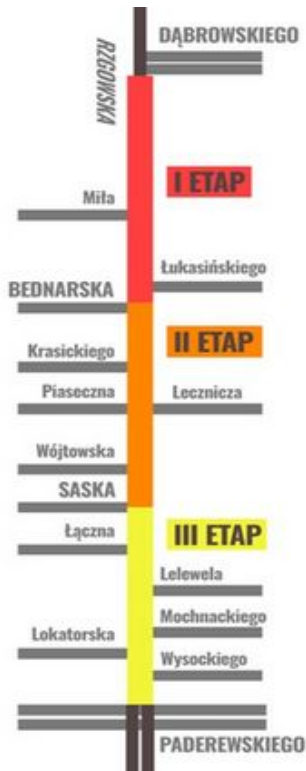 DĄBROWSKIEGO
RZGOWSKA
I ETAP
Miła
Łukasińskiego
BEDNARSKA
II ETAP
Krasickiego
Piaseczna
Lecznicza
Wójtowska
SASKA
III ETAP
Łączna
Lelewela
Mochnackiego
Lokatorska
Wysockiego
PADEREWSKIEGO